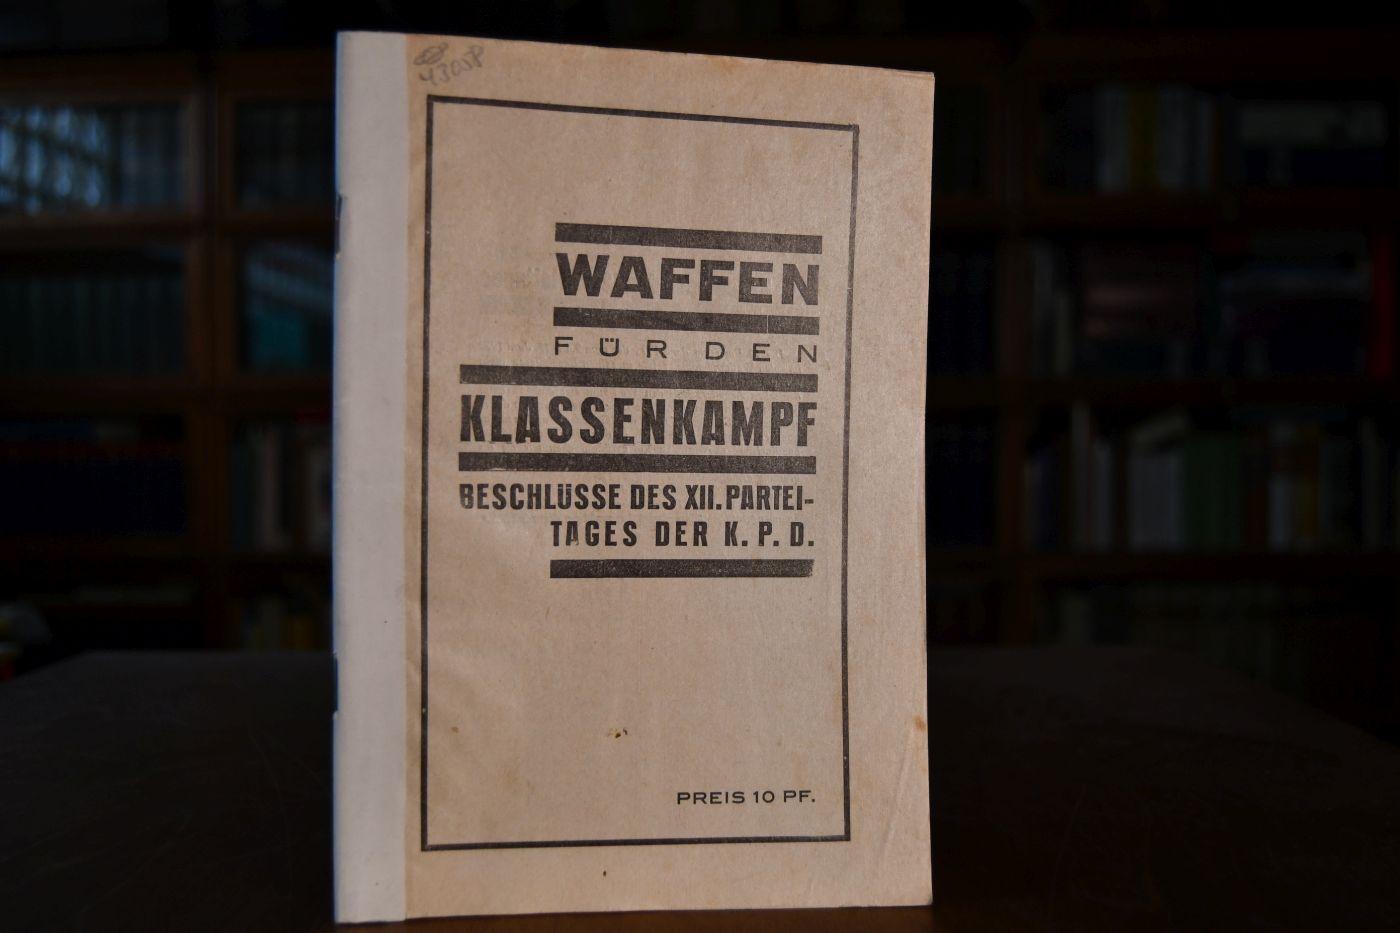 WAFFEN
FÜR DEN
KLASSENKAMPF
BESCHLÜSSE DES XII. PARTEI-
TAGES DER K. P. D.
PREIS 10 PF.